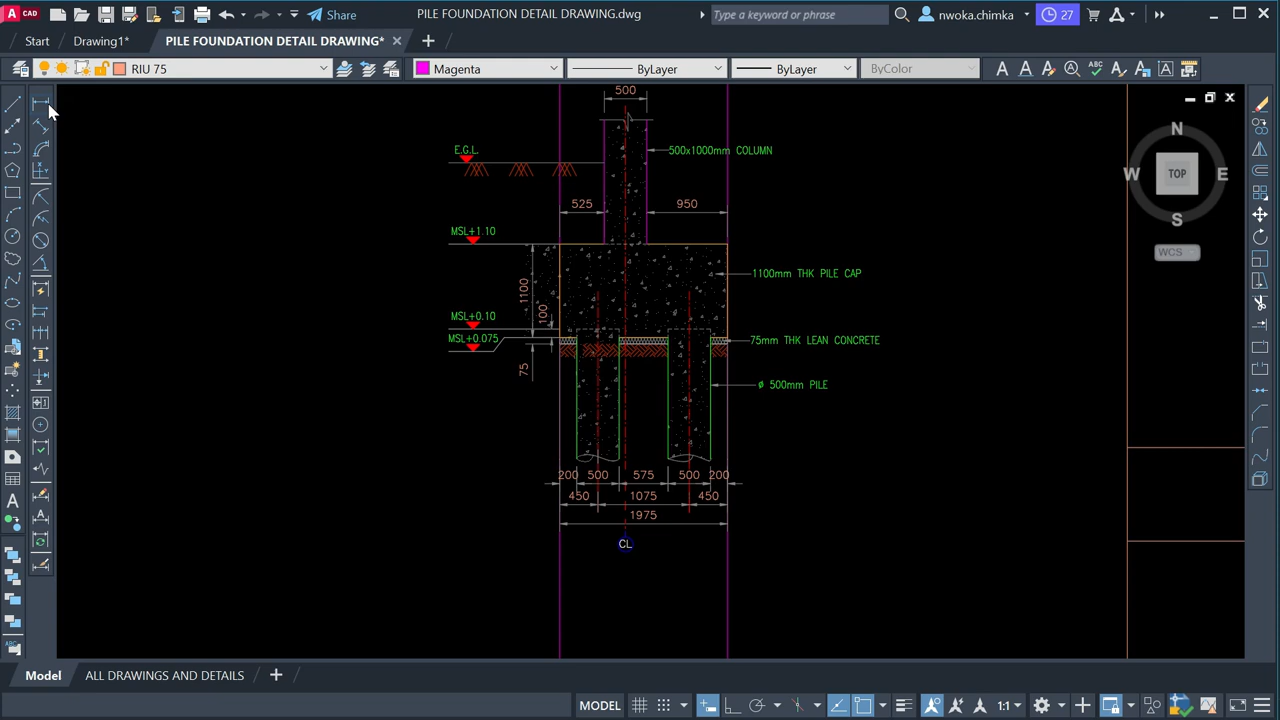 CAD
Share
PILE FOUNDATION DETAIL DRAWING.dwg
Type a keyword or phrase
nwoka.chimka
27
Start
Drawing1*
PILE FOUNDATION DETAIL DRAWING*
RIU 75
Magenta
ByLayer
ByLayer
ByColor
500
E.G.L.
500x1000mm COLUMN
525
950
MSL+1.10
1100mm THK PILE CAP
1100
100
MSL+0.10
MSL+0.075
75mm THK LEAN CONCRETE
75
ø 500mm PILE
200 500 575 500 200
450 1075 450
1975
CL
N
W TOP E
S
WCS
Model
ALL DRAWINGS AND DETAILS
MODEL
1:1